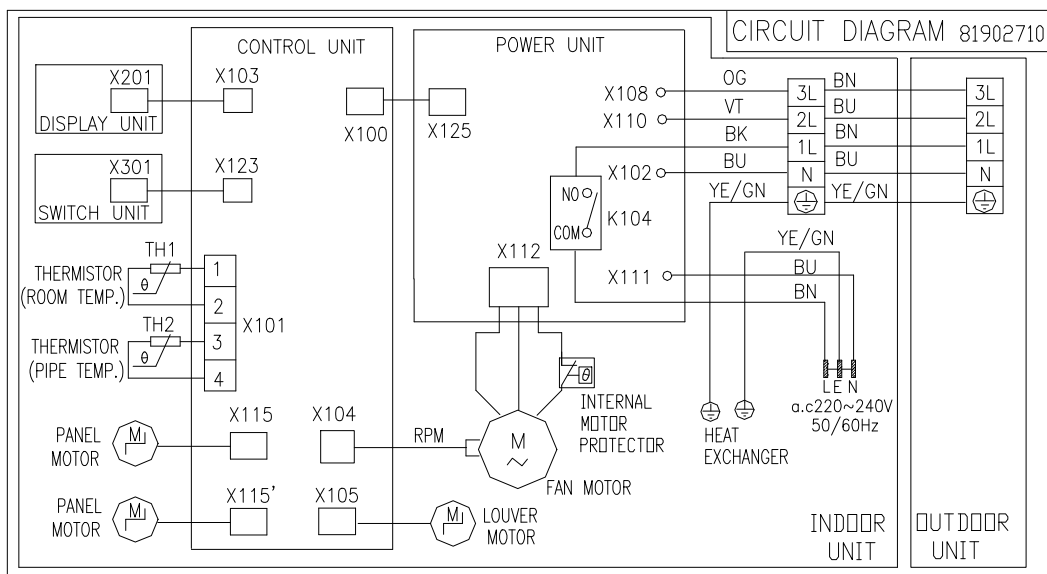 CIRCUIT DIAGRAM 81902710
CONTROL UNIT
POWER UNIT
X201
DISPLAY UNIT
X103
X100
X125
X301
SWITCH UNIT
X123
X108
X110
X102
OG
VT
BK
BU
YE/GN
3L
2L
1L
N
BN
BU
BN
BU
YE/GN
3L
2L
1L
N
NO
COM
K104
X112
X111
YE/GN
BU
BN
TH1
θ
THERMISTOR
(ROOM TEMP.)
TH2
θ
THERMISTOR
(PIPE TEMP.)
1
2
3
4
X101
L E N
a.c220~240V
50/60Hz
θ
INTERNAL
MOTOR
PROTECTOR
HEAT
EXCHANGER
PANEL
MOTOR
M
X115
X104
RPM
M
~
FAN MOTOR
PANEL
MOTOR
M
X115'
X105
M
LOUVER
MOTOR
INDOOR
UNIT
OUTDOOR
UNIT